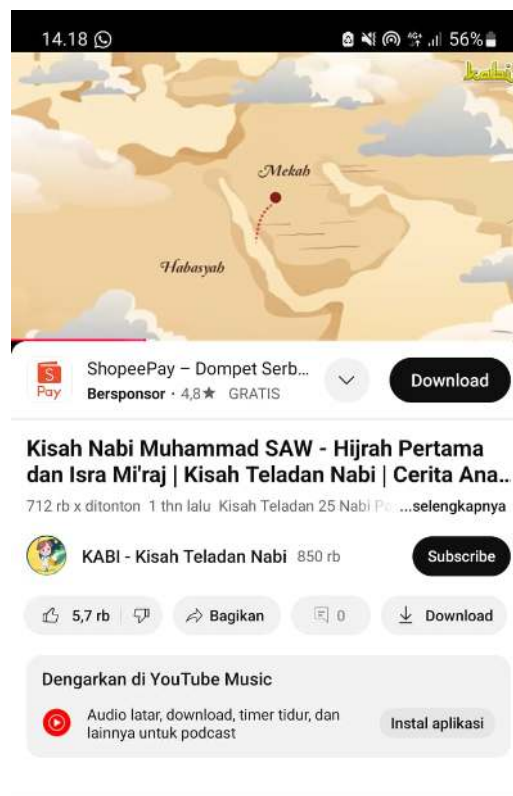 14.18
56%
kabi
Mekah
Habasyah
S
Pay
ShopeePay – Dompet Serb...
Bersponsor · 4,8★ GRATIS
Download
Kisah Nabi Muhammad SAW - Hijrah Pertama
dan Isra Mi'raj | Kisah Teladan Nabi | Cerita Ana..
712 rb x ditonton 1 thn lalu Kisah Teladan 25 Nabi ...selengkapnya
KABI - Kisah Teladan Nabi 850 rb
Subscribe
5,7 rb
Bagikan
0
Download
Dengarkan di YouTube Music
Audio latar, download, timer tidur, dan
lainnya untuk podcast
Instal aplikasi